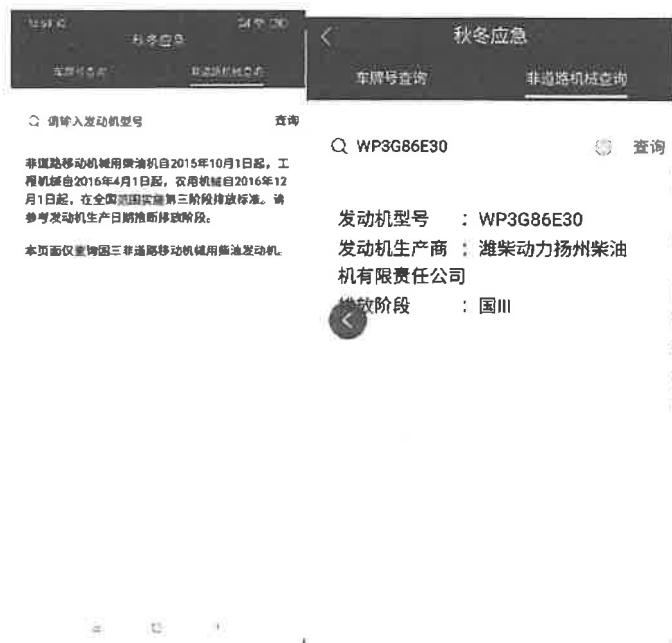 秋冬应急
车牌号查询
非道路机械查询
请输入发动机型号
查询
非道路移动机械用柴油机自2015年10月1日起，工
程机械自2016年4月1日起，农用机械自2016年12
月1日起，在全国范围实施第三阶段排放标准。请
参考发动机生产日期推断排放阶段。
本页面仅查询国三非道路移动机械用柴油发动机。
秋冬应急
车牌号查询
非道路机械查询
WP3G86E30
查询
发动机型号 ：WP3G86E30
发动机生产商 ：潍柴动力扬州柴油
机有限责任公司
放阶段 ：国III